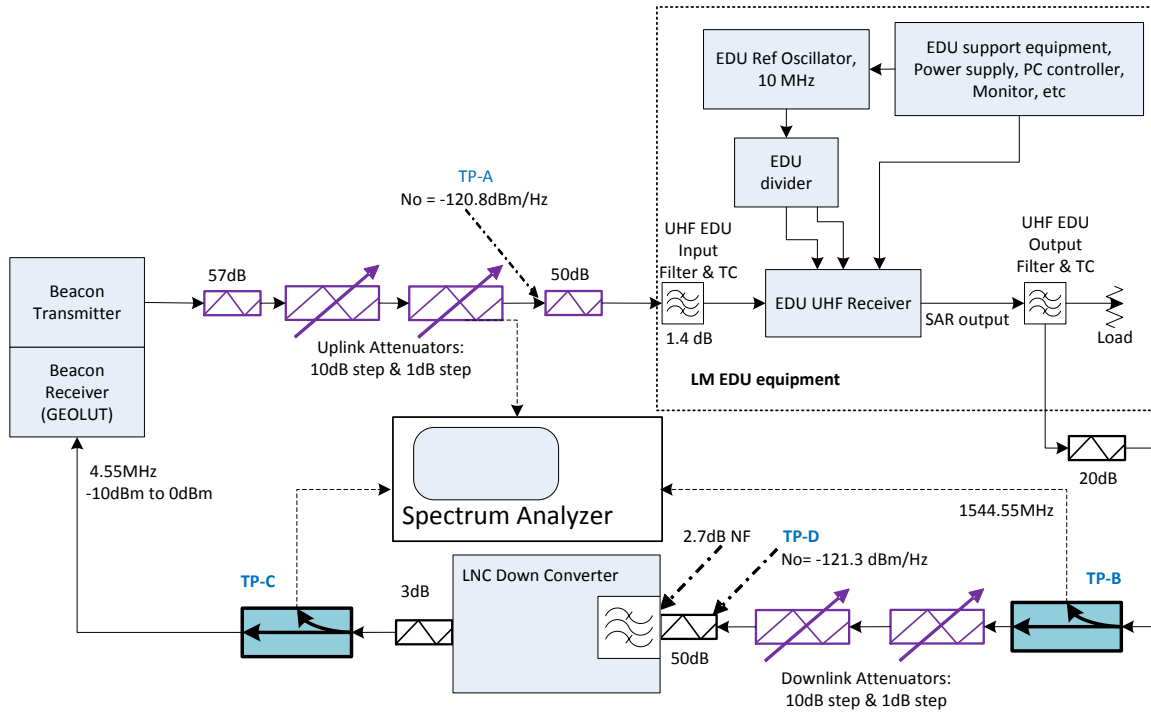 EDU Ref Oscillator,
10 MHz
EDU support equipment,
Power supply, PC controller,
Monitor, etc
EDU
divider
TP-A
No = -120.8dBm/Hz
UHF EDU
Input
Filter & TC
UHF EDU
Output
Filter & TC
Beacon
Transmitter
57dB
50dB
EDU UHF Receiver
SAR output
Load
1.4 dB
Uplink Attenuators:
10dB step & 1dB step
LM EDU equipment
Beacon
Receiver
(GEOLUT)
4.55MHz
-10dBm to 0dBm
20dB
Spectrum Analyzer
1544.55MHz
2.7dB NF
TP-D
No= -121.3 dBm/Hz
TP-C
3dB
LNC Down Converter
TP-B
50dB
Downlink Attenuators:
10dB step & 1dB step